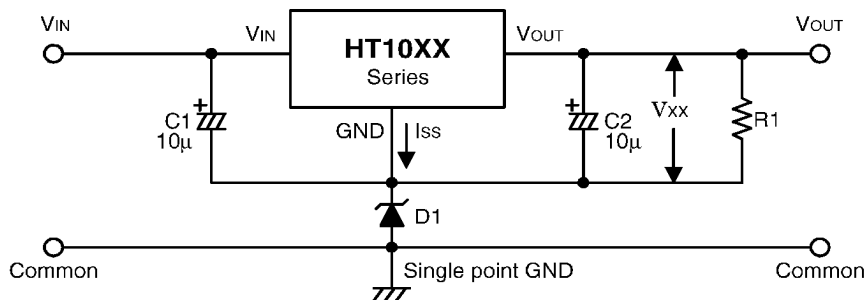 VIN
VIN
HT10XX
Series
VOUT
VOUT
C1
10μ
GND
ISS
C2
10μ
VXX
R1
D1
Common
Single point GND
Common